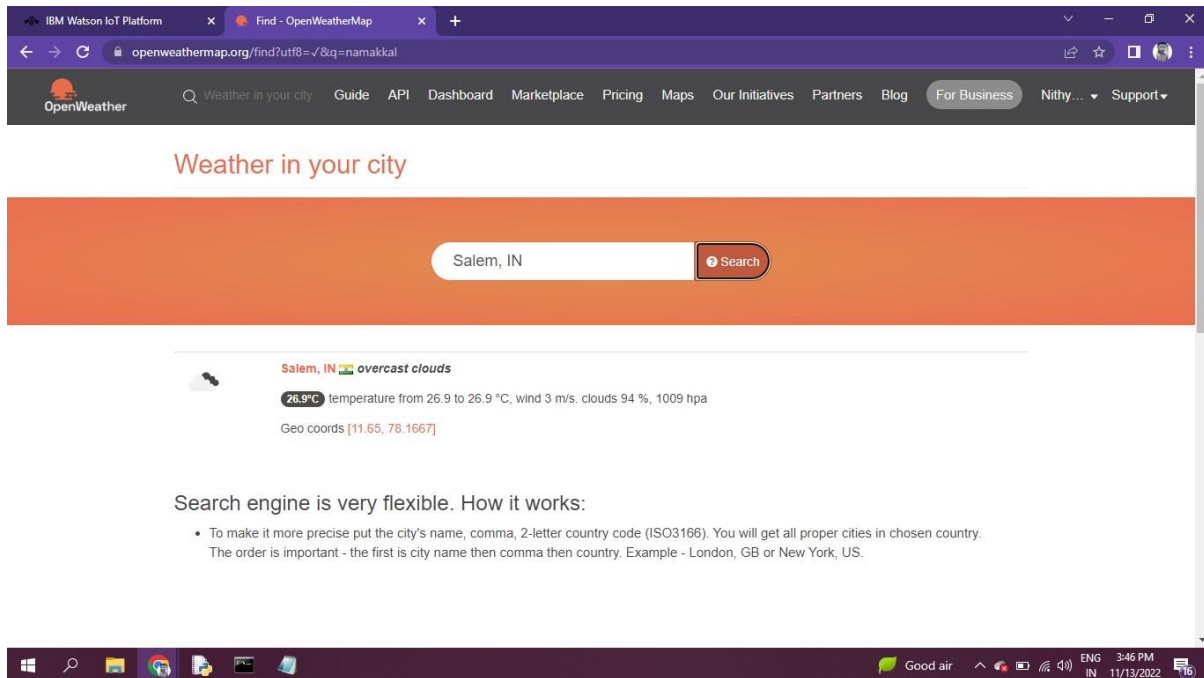 IBM Watson IoT Platform
Find - OpenWeatherMap
openweathermap.org/find?utf8=✓&q=namakkal
OpenWeather
Weather in your city Guide API Dashboard Marketplace Pricing Maps Our Initiatives Partners Blog For Business Nithy... Support
Weather in your city
Salem, IN
Search
Salem, IN overcast clouds
26.9°C temperature from 26.9 to 26.9 °C, wind 3 m/s. clouds 94 %, 1009 hpa
Geo coords [11.65, 78.1667]
Search engine is very flexible. How it works:
• To make it more precise put the city's name, comma, 2-letter country code (ISO3166). You will get all proper cities in chosen country.
The order is important - the first is city name then comma then country. Example - London, GB or New York, US.
Good air
ENG
IN
3:46 PM
11/13/2022
16